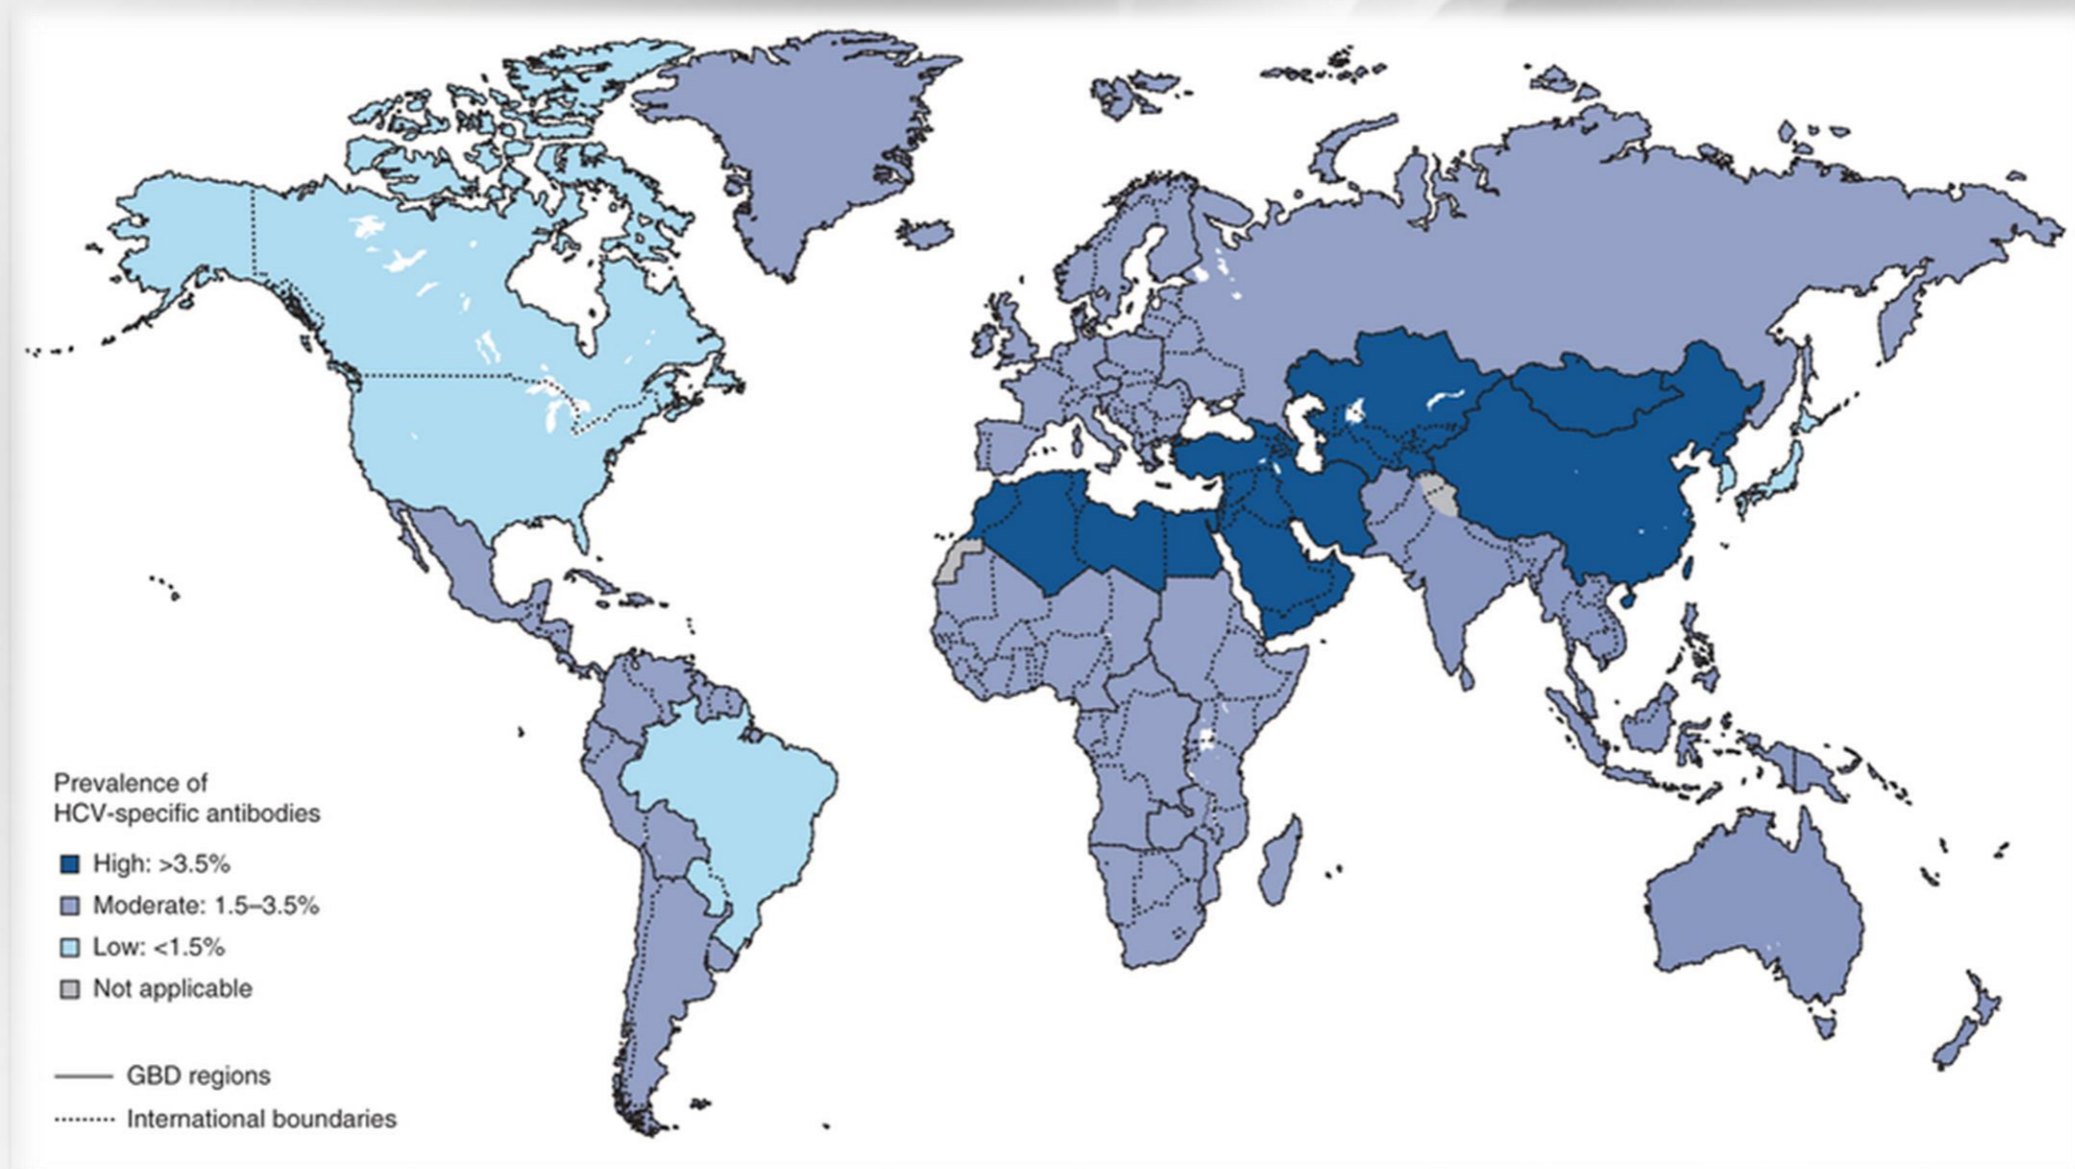 Prevalence of
HCV-specific antibodies
High: >3.5%
Moderate: 1.5–3.5%
Low: <1.5%
Not applicable
GBD regions
International boundaries